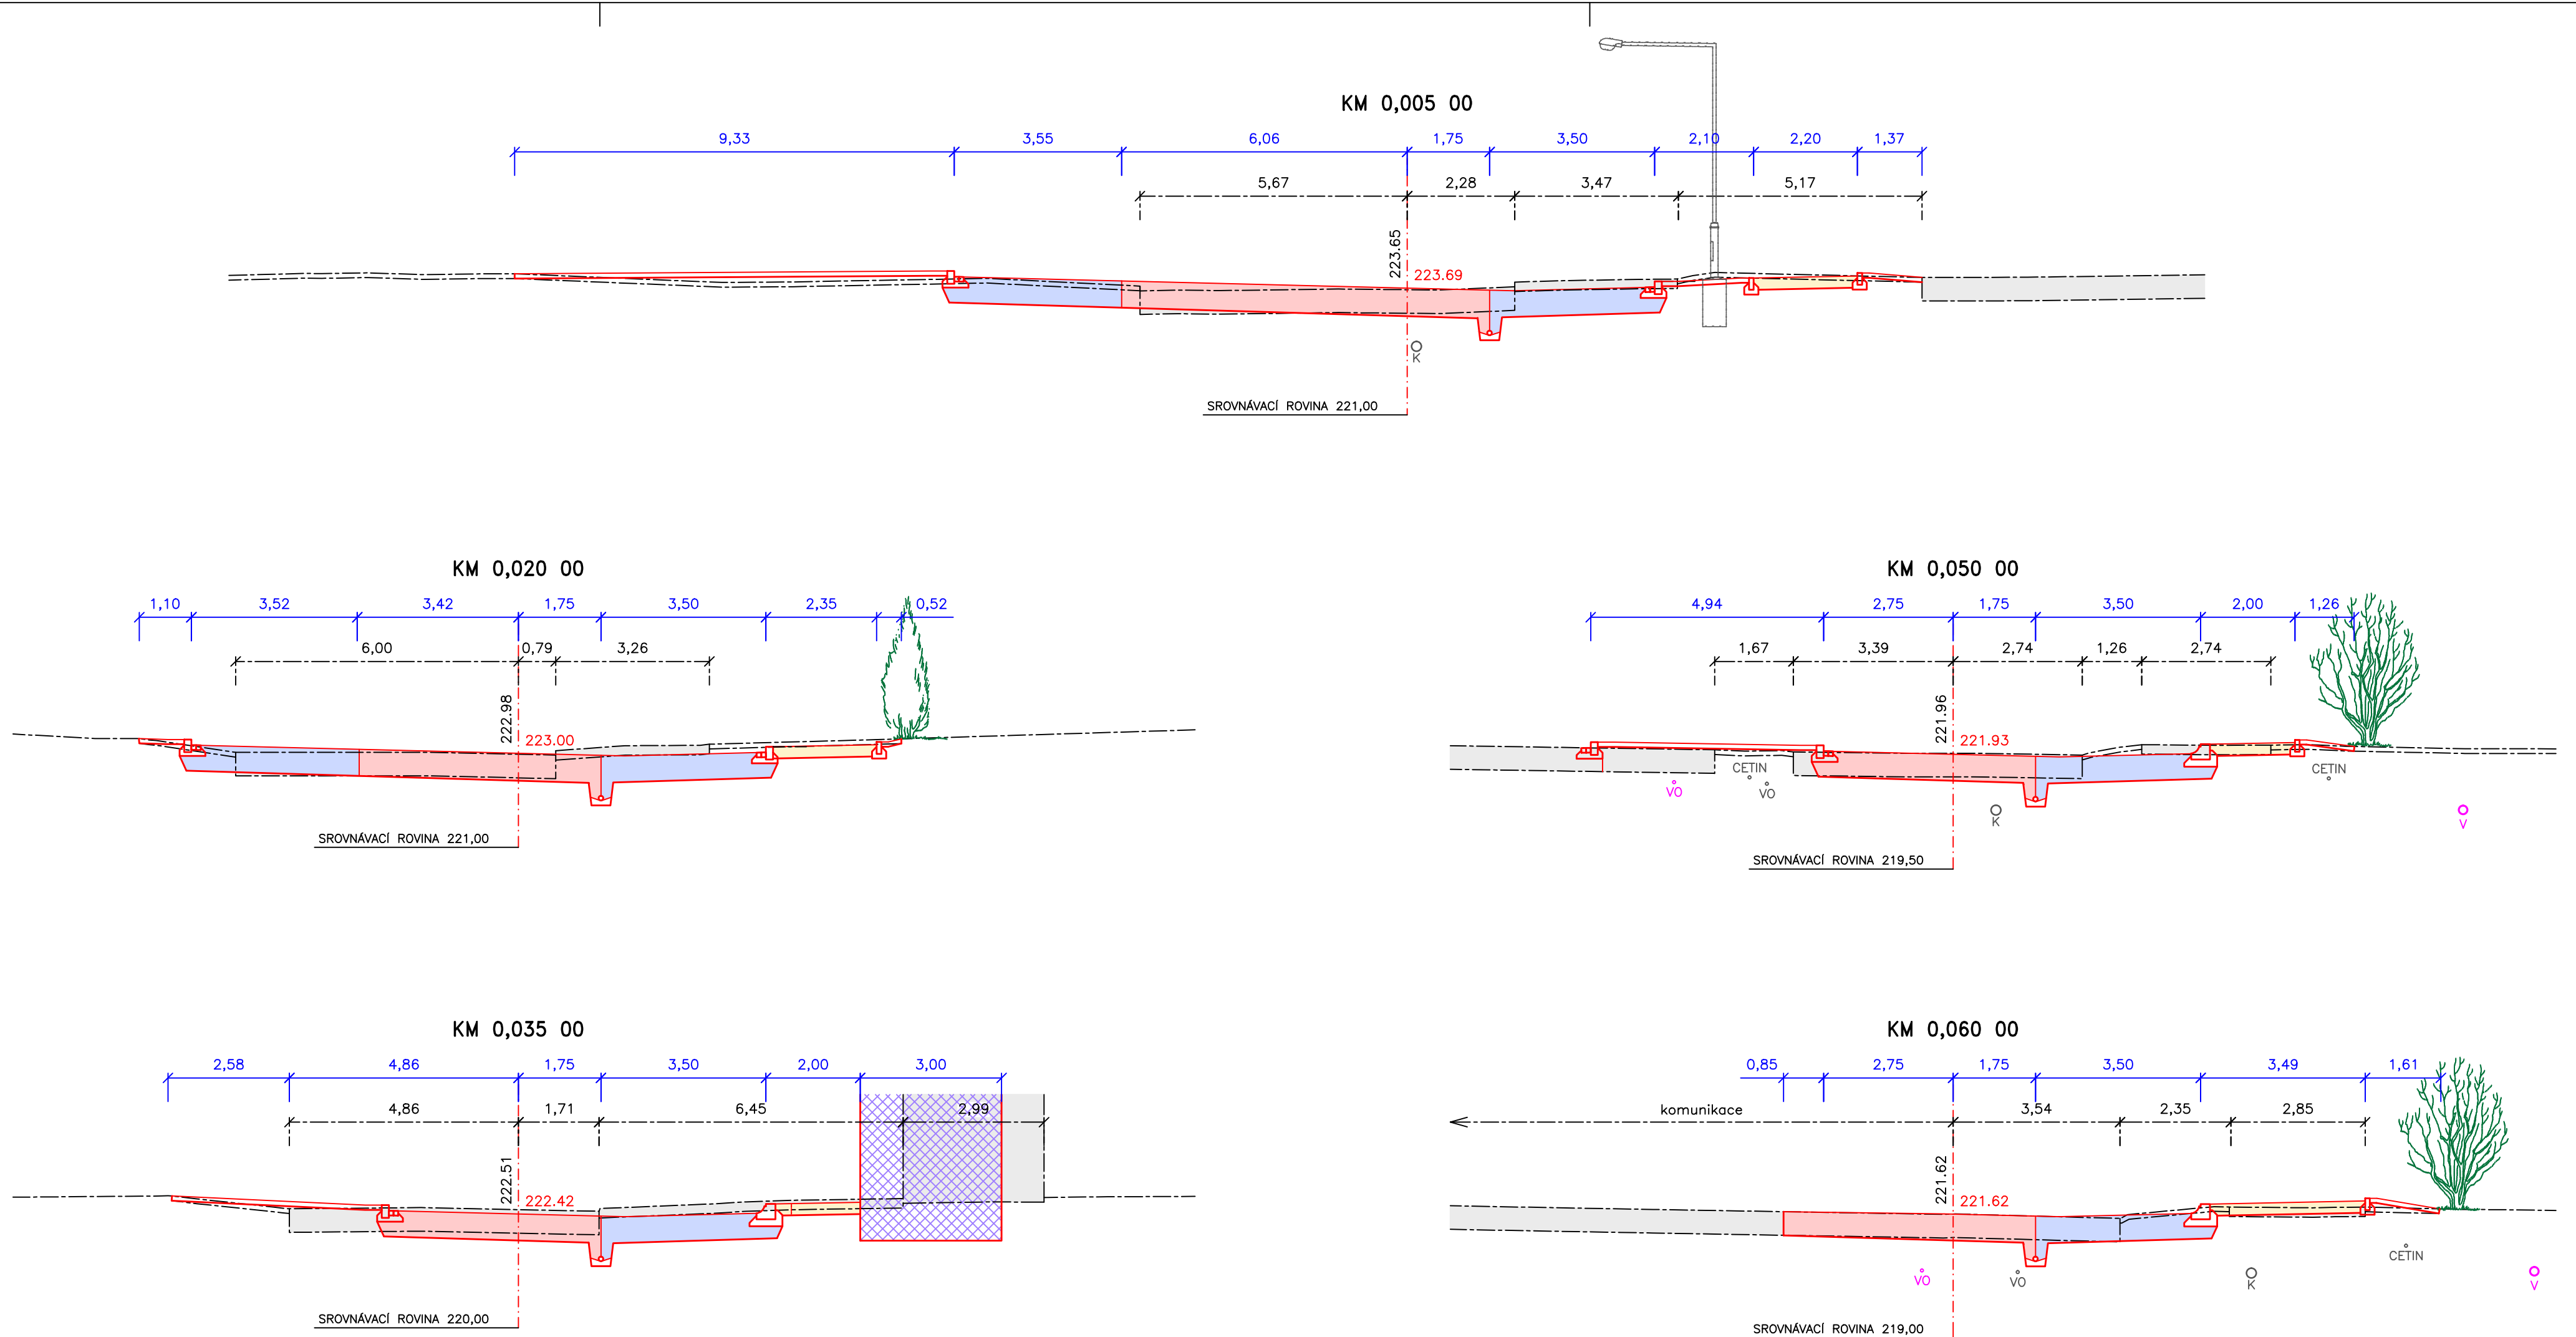 KM 0,005 00
9,33 3,55 6,06 1,75 3,50 2,10 2,20 1,37
5,67 2,28 3,47 5,17
223.65
223.69
K
SROVNÁVACÍ ROVINA 221,00
KM 0,020 00
1,10 3,52 3,42 1,75 3,50 2,35 0,52
6,00 0,79 3,26
222.98
223.00
SROVNÁVACÍ ROVINA 221,00
KM 0,050 00
4,94 2,75 1,75 3,50 2,00 1,26
1,67 3,39 2,74 1,26 2,74
221.96
221.93
CETIN
CETIN
VO
VO
K
V
SROVNÁVACÍ ROVINA 219,50
KM 0,035 00
2,58 4,86 1,75 3,50 2,00 3,00
4,86 1,71 6,45 2,99
222.51
222.42
SROVNÁVACÍ ROVINA 220,00
KM 0,060 00
0,85 2,75 1,75 3,50 3,49 1,61
komunikace 3,54 2,35 2,85
221.62
221.62
CETIN
VO
VO
K
V
SROVNÁVACÍ ROVINA 219,00